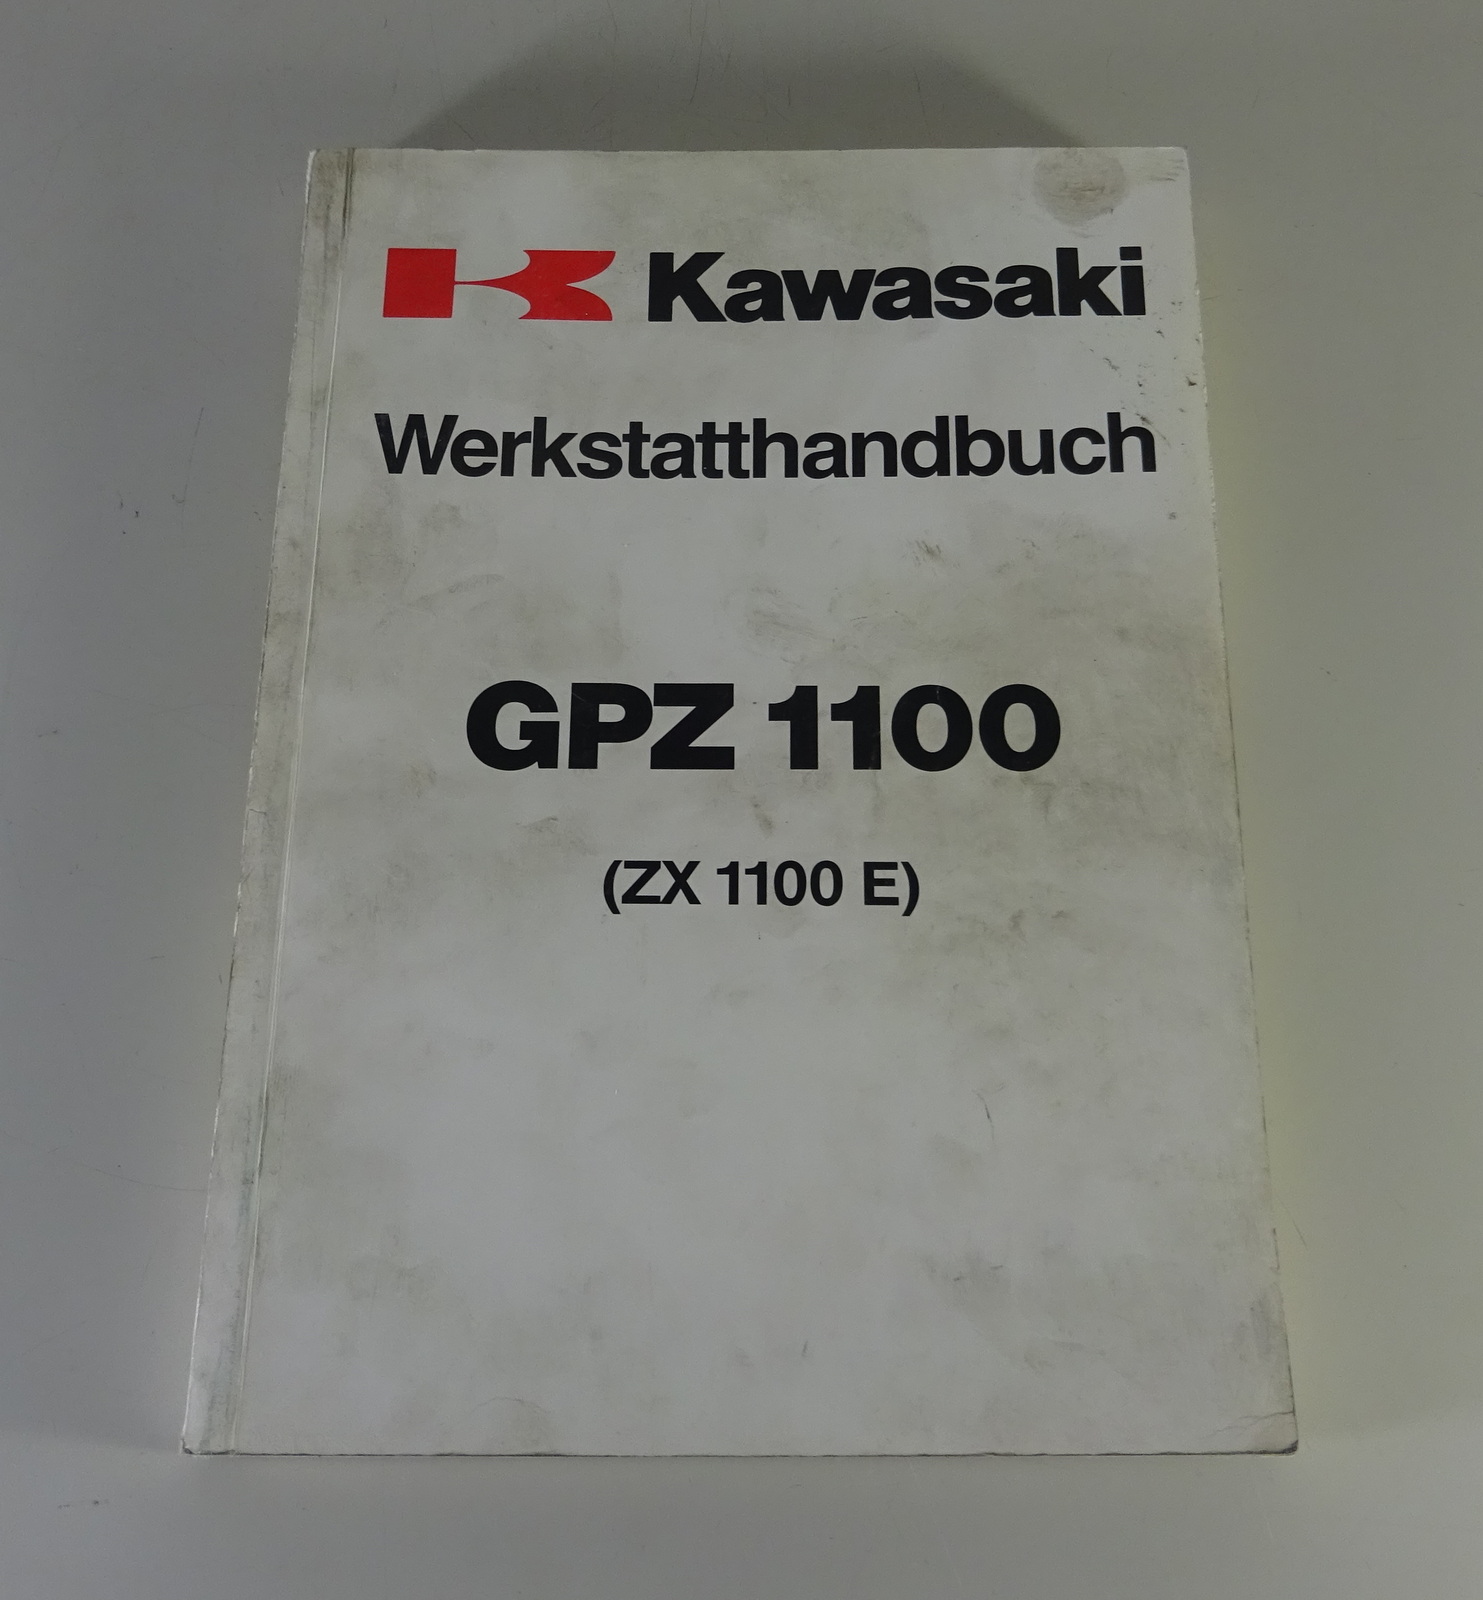 Kawasaki
Werkstatthandbuch
GPZ 1100
(ZX 1100 E)